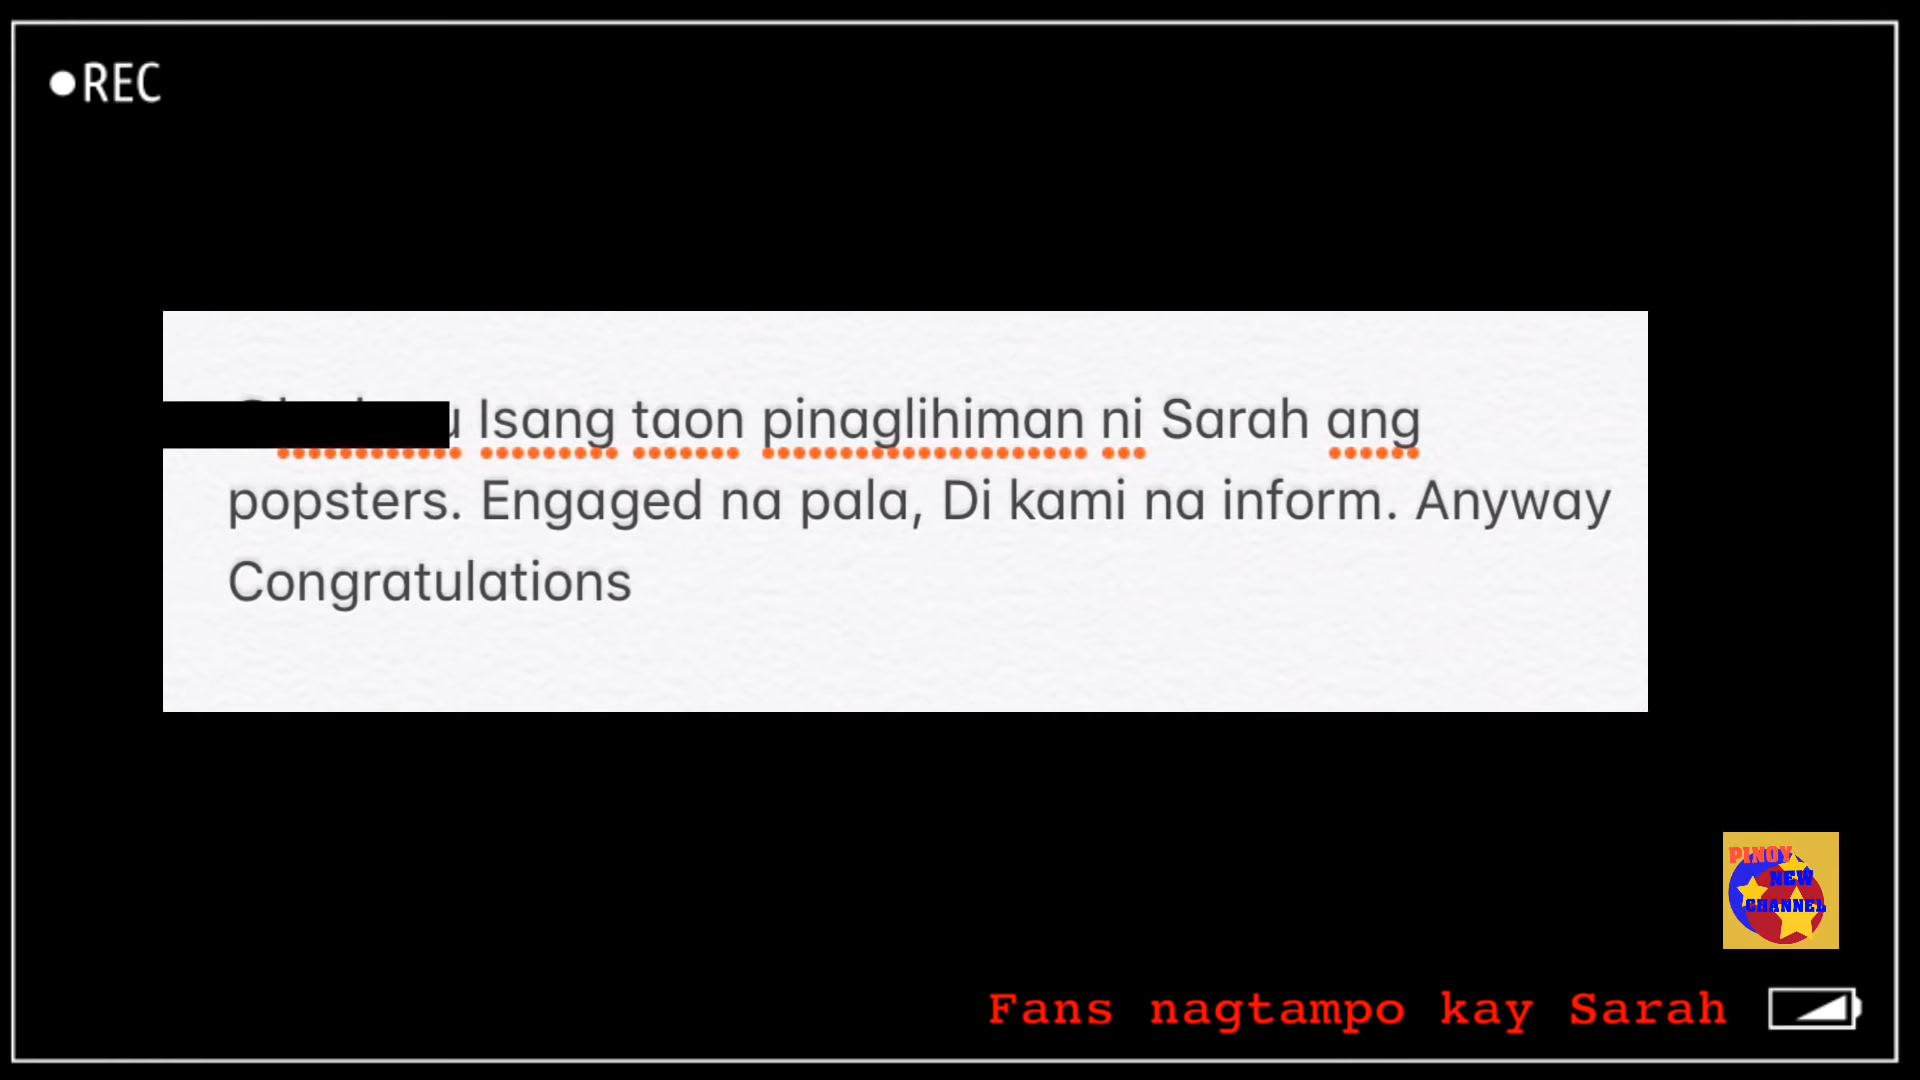 REC
Isang taon pinaglihiman ni Sarah ang
popsters. Engaged na pala, Di kami na inform. Anyway
Congratulations
PINOY
NEW
CHANNEL
Fans nagtampo kay Sarah